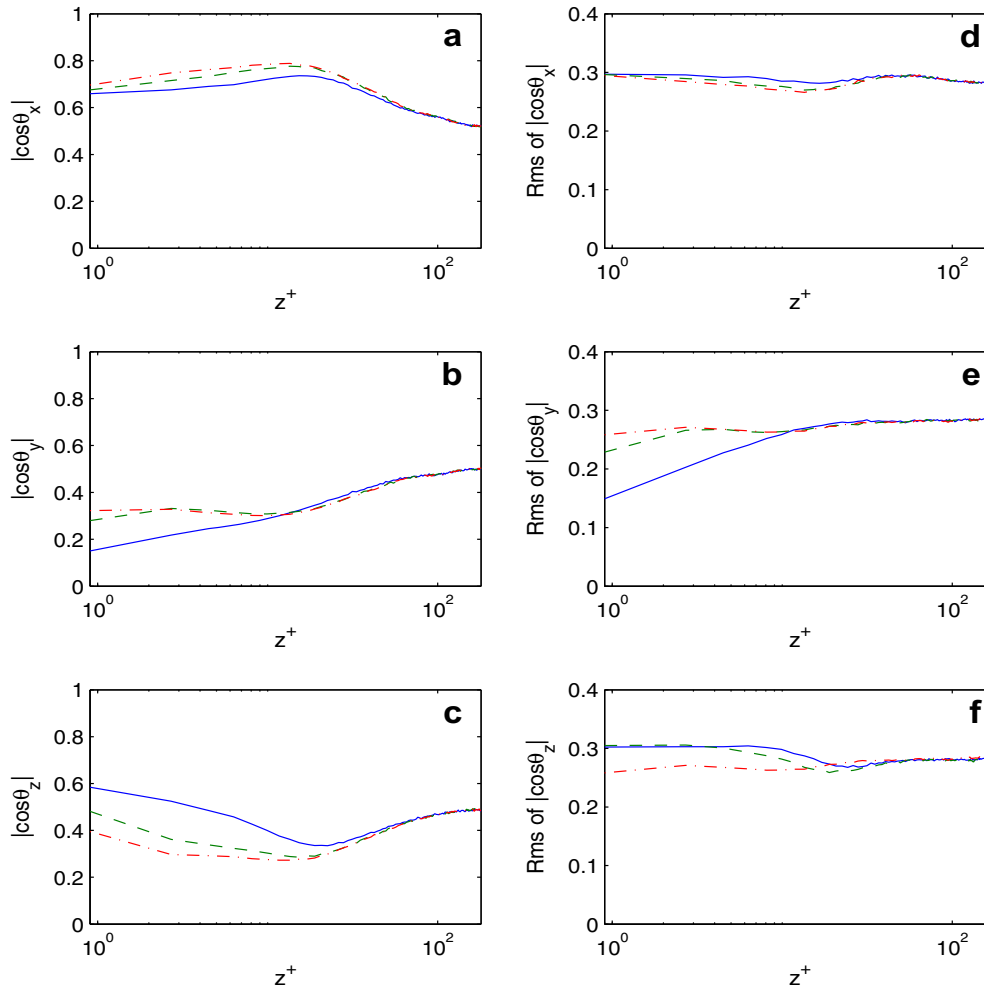 a
|cosθx|
1
0.8
0.6
0.4
0.2
0
10^0
10^2
z^+
d
Rms of |cosθx|
0.4
0.3
0.2
0.1
0
10^0
10^2
z^+
b
|cosθy|
1
0.8
0.6
0.4
0.2
0
10^0
10^2
z^+
e
Rms of |cosθy|
0.4
0.3
0.2
0.1
0
10^0
10^2
z^+
c
|cosθz|
1
0.8
0.6
0.4
0.2
0
10^0
10^2
z^+
f
Rms of |cosθz|
0.4
0.3
0.2
0.1
0
10^0
10^2
z^+